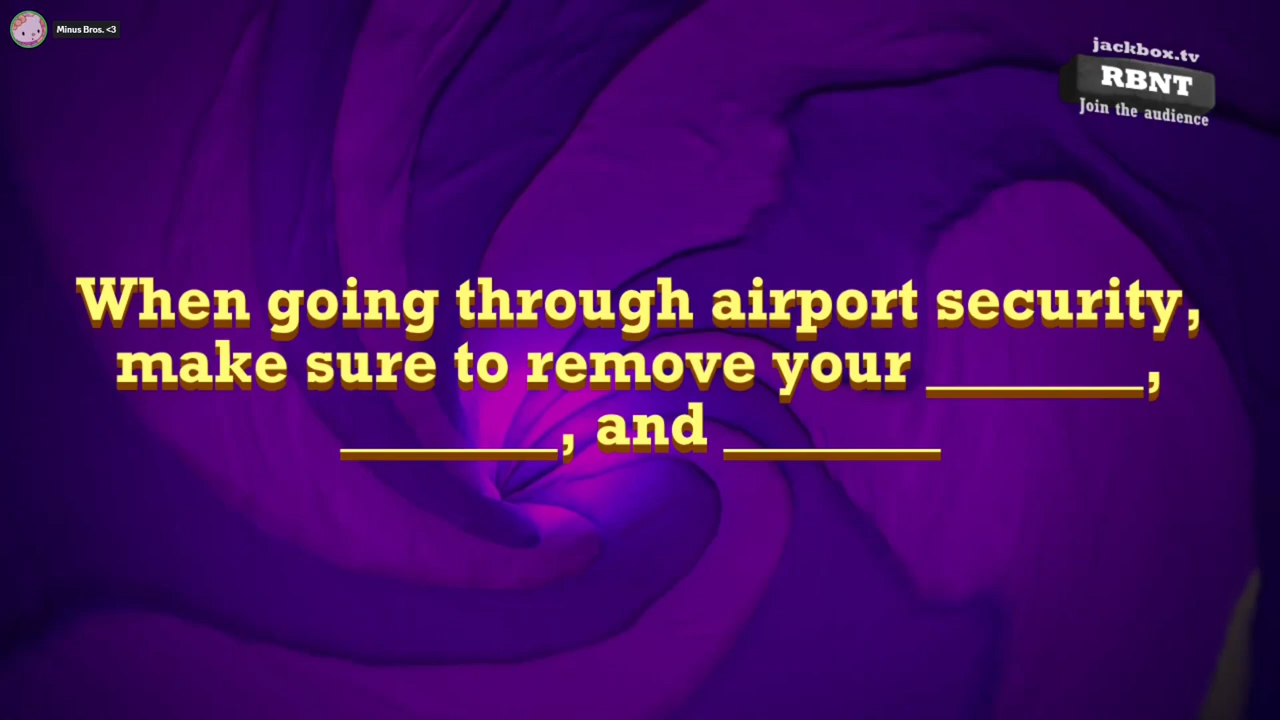 Minus Bros. <3
jackbox.tv
RBNT
Join the audience
When going through airport security,
make sure to remove your ________,
________, and ________